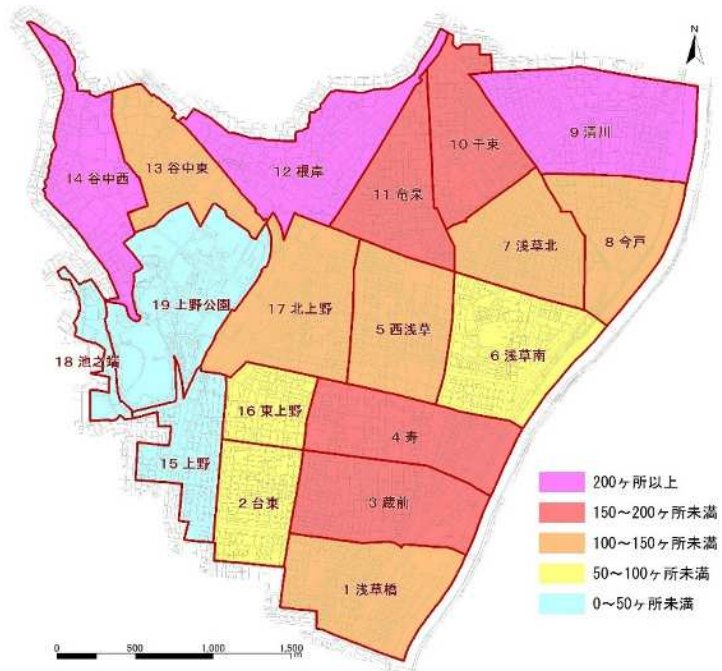 N
9 清川
10 千束
12 根岸
13 谷中東
14 谷中西
11 竜泉
7 浅草北
8 今戸
19 上野公園
17 北上野
5 西浅草
6 浅草南
18 池之端
16 東上野
4 寿
15 上野
2 台東
3 蔵前
1 浅草橋
200ヶ所以上
150～200ヶ所未満
100～150ヶ所未満
50～100ヶ所未満
0～50ヶ所未満
0 500 1,000 1,500
m